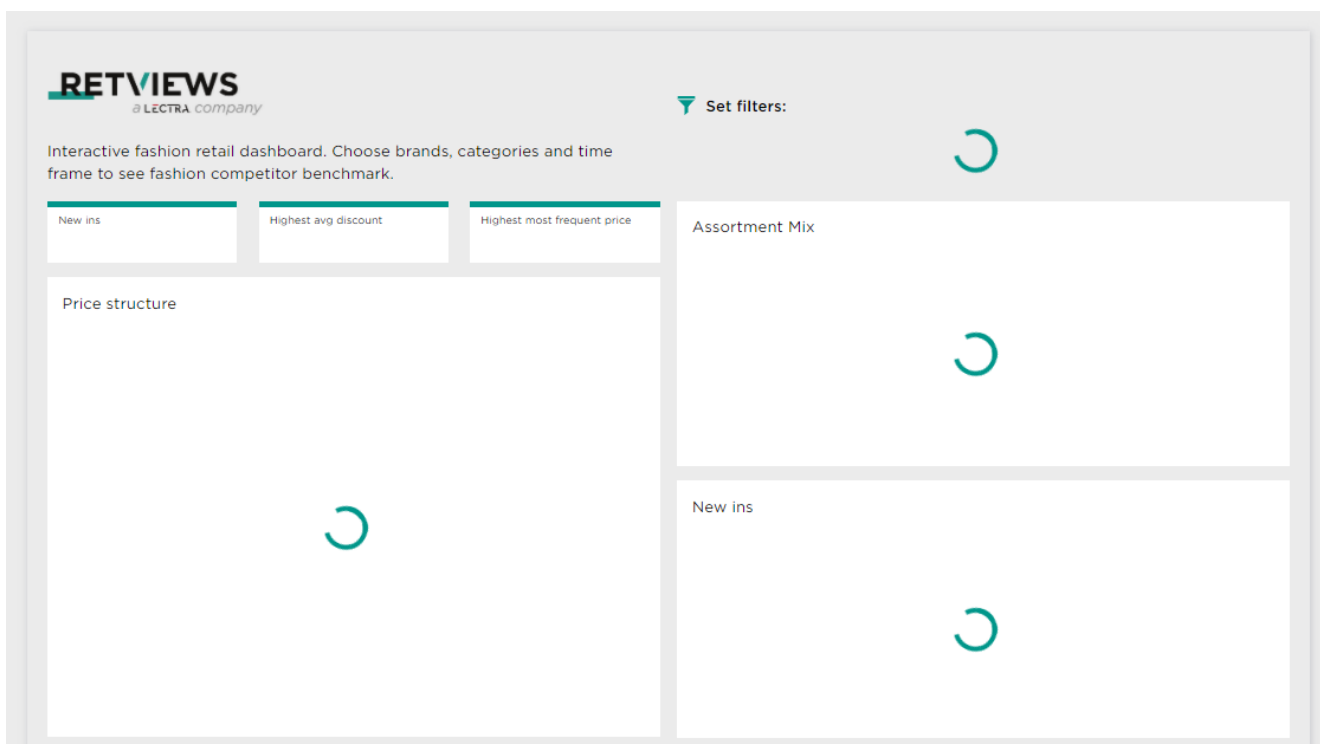 RETVIEWS
a LECTRA company
Set filters:
Interactive fashion retail dashboard. Choose brands, categories and time
frame to see fashion competitor benchmark.
New ins
Highest avg discount
Highest most frequent price
Assortment Mix
Price structure
New ins